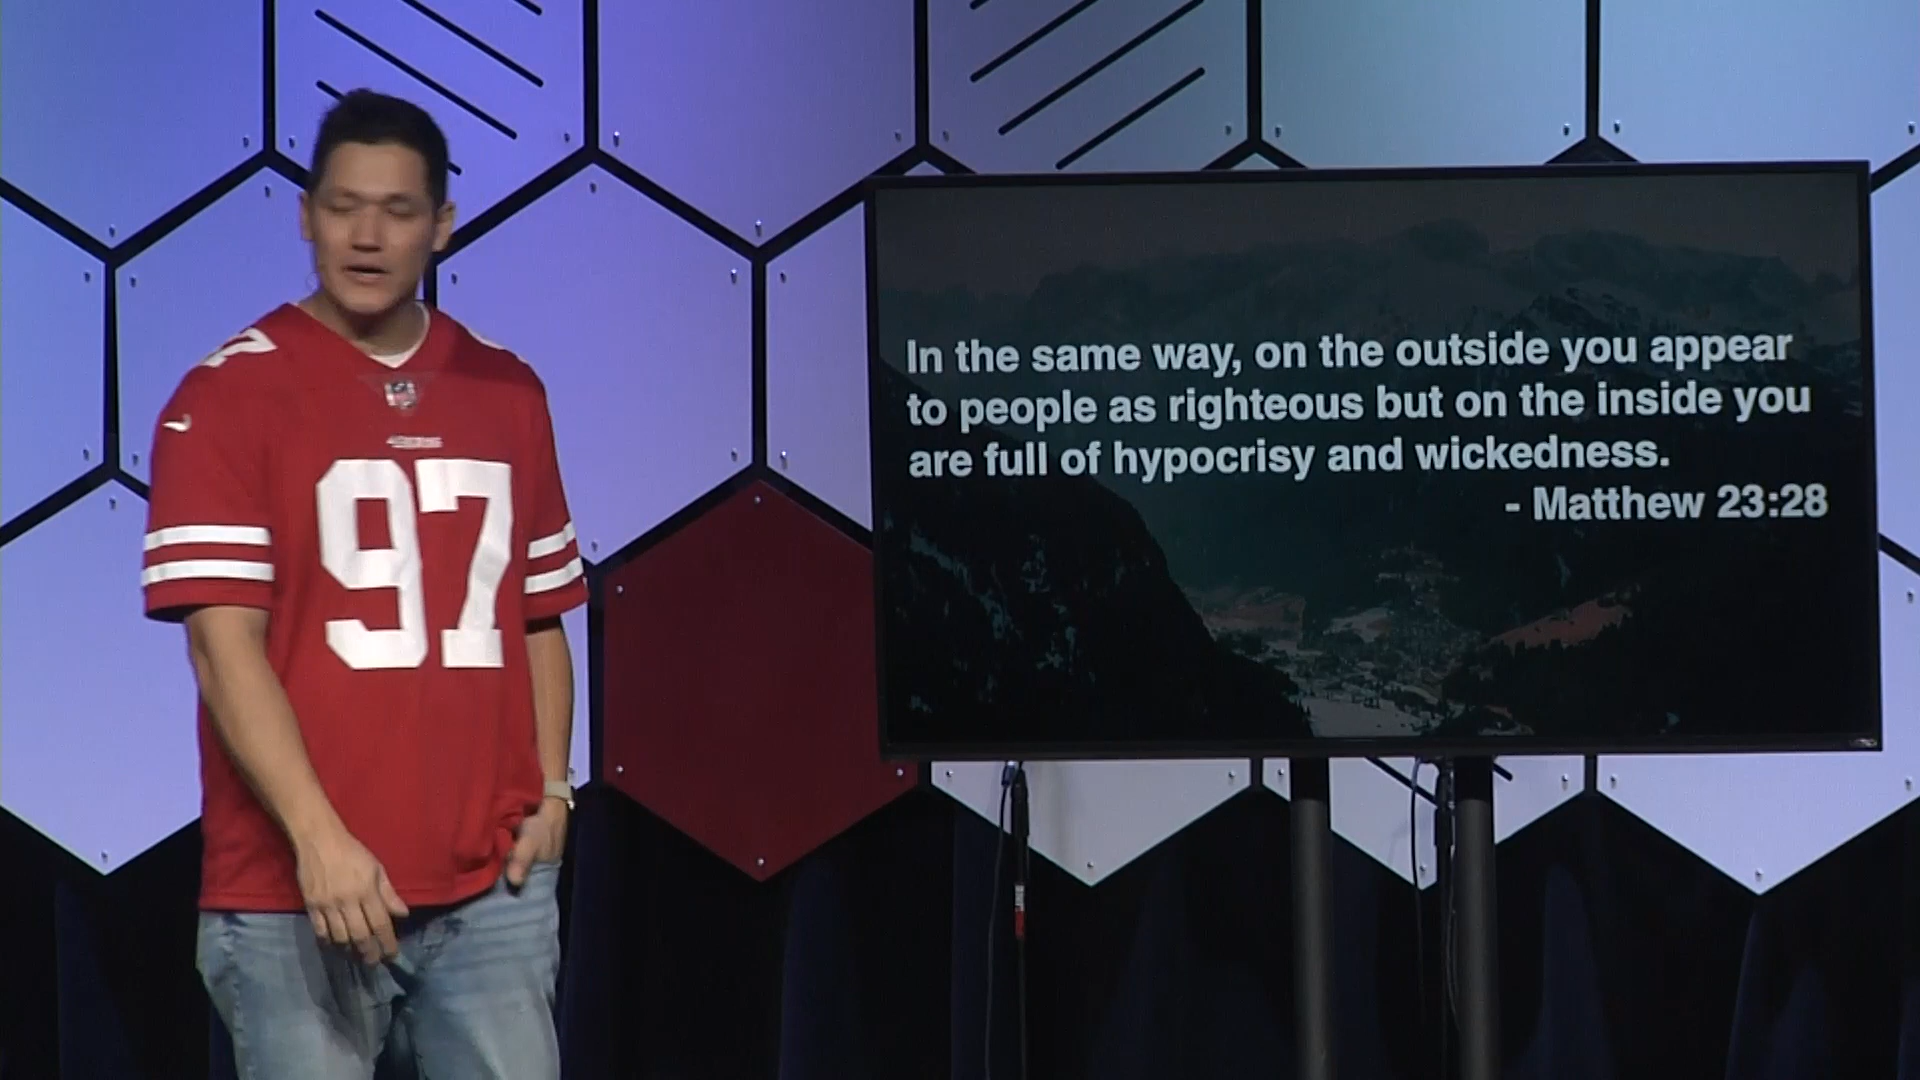 In the same way, on the outside you appear
to people as righteous but on the inside you
are full of hypocrisy and wickedness.
- Matthew 23:28
49ERS
97